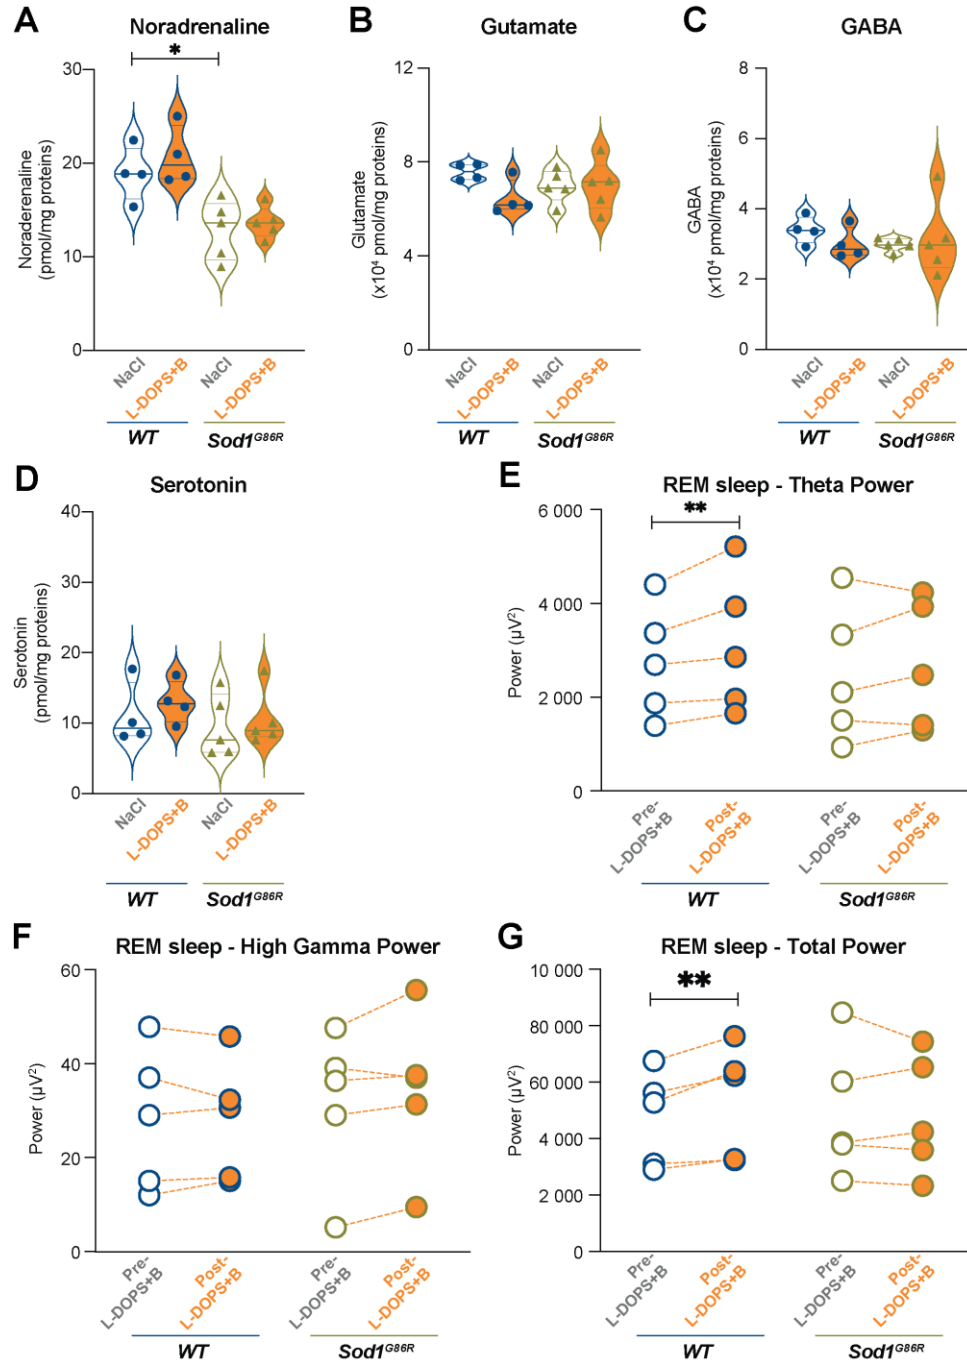 A
Noradrenaline
*
30
20
10
0
Noradrenaline
(pmol/mg proteins)
NaCl
L-DOPS+B
NaCl
L-DOPS+B
WT
Sod1G86R
B
Gutamate
12
8
4
0
Glutamate
(x10⁴ pmol/mg proteins)
NaCl
L-DOPS+B
NaCl
L-DOPS+B
WT
Sod1G86R
C
GABA
8
6
4
2
0
GABA
(x10⁴ pmol/mg proteins)
NaCl
L-DOPS+B
NaCl
L-DOPS+B
WT
Sod1G86R
D
Serotonin
40
30
20
10
0
Serotonin
(pmol/mg proteins)
NaCl
L-DOPS+B
NaCl
L-DOPS+B
WT
Sod1G86R
E
REM sleep - Theta Power
**
6 000
4 000
2 000
0
Power (µV²)
Pre-
L-DOPS+B
Post-
L-DOPS+B
Pre-
L-DOPS+B
Post-
L-DOPS+B
WT
Sod1G86R
F
REM sleep - High Gamma Power
60
40
20
0
Power (µV²)
Pre-
L-DOPS+B
Post-
L-DOPS+B
Pre-
L-DOPS+B
Post-
L-DOPS+B
WT
Sod1G86R
G
REM sleep - Total Power
**
10 000
80 000
60 000
4 000
2 000
0
Power (µV²)
Pre-
L-DOPS+B
Post-
L-DOPS+B
Pre-
L-DOPS+B
Post-
L-DOPS+B
WT
Sod1G86R